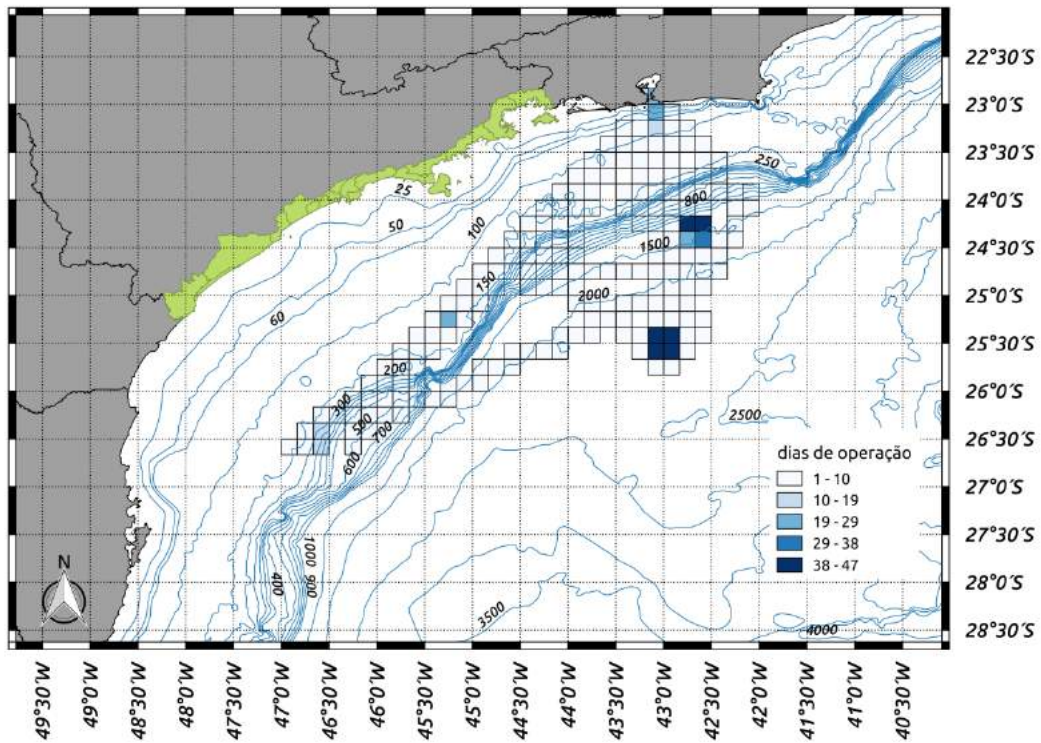 22°30'S
23°0'S
23°30'S
24°0'S
24°30'S
25°0'S
25°30'S
26°0'S
26°30'S
27°0'S
27°30'S
28°0'S
28°30'S
250
25
800
50
100
1500
150
2000
60
200
300
500
700
600
2500
dias de operação
1 - 10
10 - 19
19 - 29
29 - 38
38 - 47
1000 900
400
N
3500
4000
49°30'W
49°0'W
48°30'W
48°0'W
47°30'W
47°0'W
46°30'W
46°0'W
45°30'W
45°0'W
44°30'W
44°0'W
43°30'W
43°0'W
42°30'W
42°0'W
41°30'W
41°0'W
40°30'W